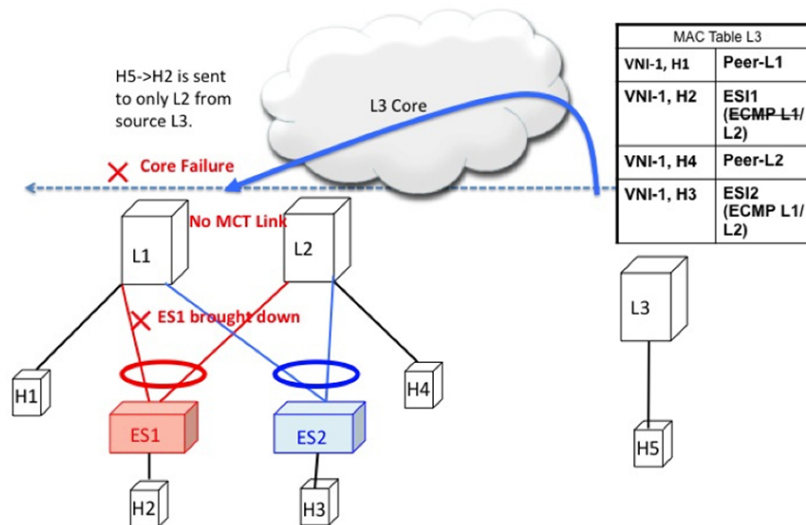 MAC Table L3
VNI-1, H1 Peer-L1
VNI-1, H2 ESI1
(ECMP L1/
L2)
VNI-1, H4 Peer-L2
VNI-1, H3 ESI2
(ECMP L1/
L2)
H5->H2 is sent
to only L2 from
source L3.
L3 Core
Core Failure
No MCT Link
L1
L2
L3
ES1 brought down
H1
H4
ES1
ES2
H5
H2
H3